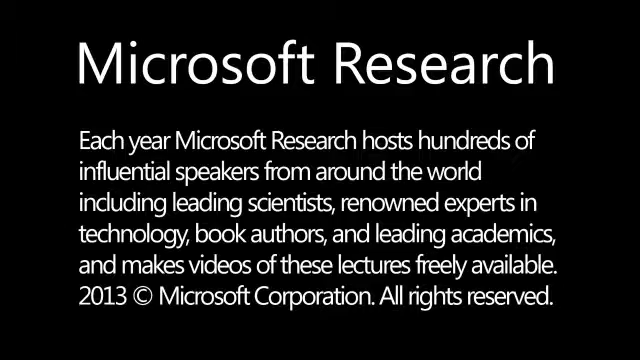 Microsoft Research
Each year Microsoft Research hosts hundreds of
influential speakers from around the world
including leading scientists, renowned experts in
technology, book authors, and leading academics,
and makes videos of these lectures freely available.
2013 © Microsoft Corporation. All rights reserved.